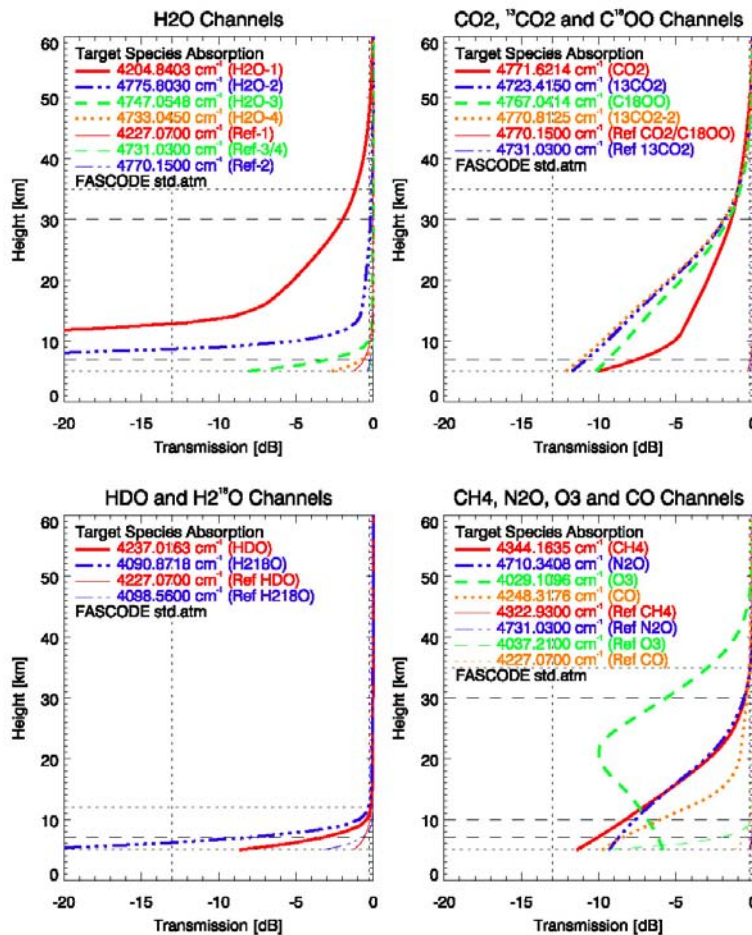 H2O Channels
60
50
40
30
20
10
0
Height [km]
Target Species Absorption
4204.8403 cm⁻¹ (H2O-1)
4775.8030 cm⁻¹ (H2O-2)
4747.0548 cm⁻¹ (H2O-3)
4733.0450 cm⁻¹ (H2O-4)
4227.0700 cm⁻¹ (Ref-1)
4731.0300 cm⁻¹ (Ref-3/4)
4770.1500 cm⁻¹ (Ref-2)
FASCODE std.atm
-20 -15 -10 -5 0
Transmission [dB]
CO2, ¹³CO2 and C¹⁸OO Channels
60
50
40
30
20
10
0
Height [km]
Target Species Absorption
4771.6214 cm⁻¹ (CO2)
4723.4150 cm⁻¹ (13CO2)
4767.0414 cm⁻¹ (C18OO)
4770.8125 cm⁻¹ (13CO2-2)
4770.1500 cm⁻¹ (Ref CO2/C18OO)
4731.0300 cm⁻¹ (Ref 13CO2)
FASCODE std.atm
-20 -15 -10 -5 0
Transmission [dB]
HDO and H2¹⁸O Channels
60
50
40
30
20
10
0
Height [km]
Target Species Absorption
4237.0163 cm⁻¹ (HDO)
4090.8718 cm⁻¹ (H218O)
4227.0700 cm⁻¹ (Ref HDO)
4098.5600 cm⁻¹ (Ref H218O)
FASCODE std.atm
-20 -15 -10 -5 0
Transmission [dB]
CH4, N2O, O3 and CO Channels
60
50
40
30
20
10
0
Height [km]
Target Species Absorption
4344.1635 cm⁻¹ (CH4)
4710.3408 cm⁻¹ (N2O)
4029.1096 cm⁻¹ (O3)
4248.3176 cm⁻¹ (CO)
4322.9300 cm⁻¹ (Ref CH4)
4731.0300 cm⁻¹ (Ref N2O)
4037.2100 cm⁻¹ (Ref O3)
4227.0700 cm⁻¹ (Ref CO)
FASCODE std.atm
-20 -15 -10 -5 0
Transmission [dB]